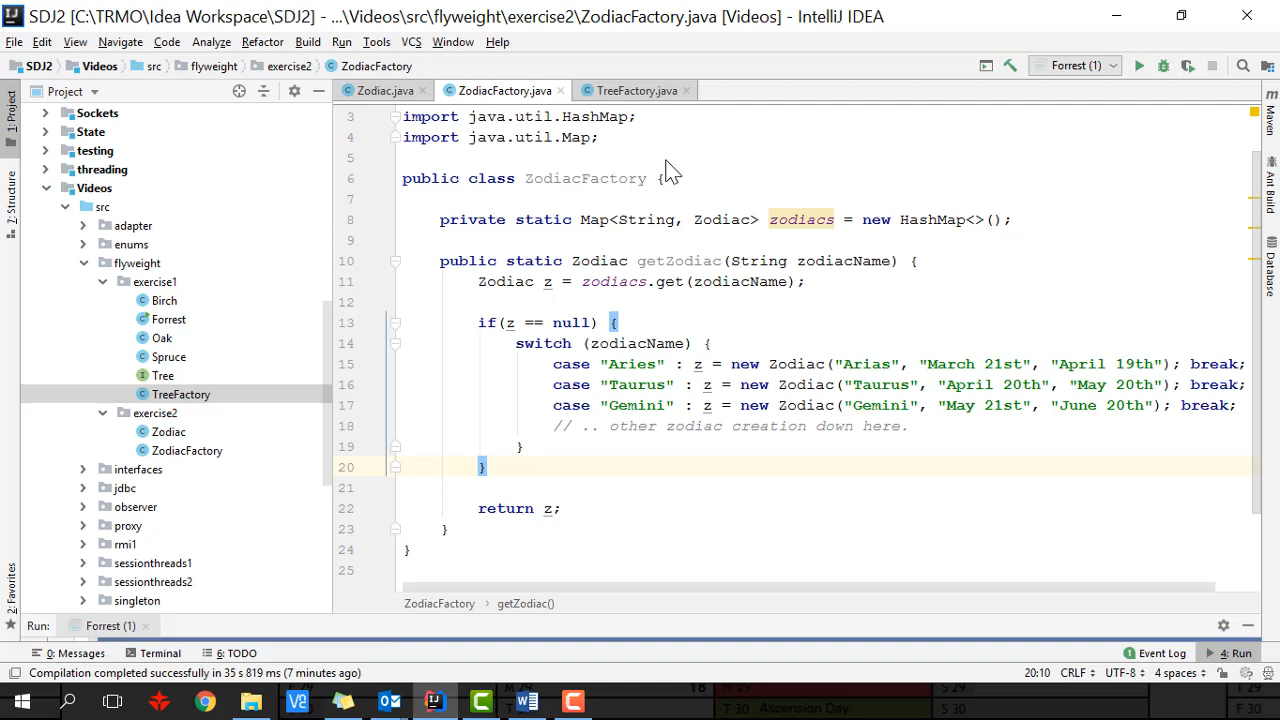 SDJ2 [C:\TRMO\Idea Workspace\SDJ2] - ...\Videos\src\flyweight\exercise2\ZodiacFactory.java [Videos] - IntelliJ IDEA
File Edit View Navigate Code Analyze Refactor Build Run Tools VCS Window Help
SDJ2 Videos src flyweight exercise2 ZodiacFactory
Forrest (1)
Project
Zodiac.java ZodiacFactory.java TreeFactory.java
1: Project
7: Structure
2: Favorites
Sockets
State
testing
threading
Videos
src
adapter
enums
flyweight
exercise1
Birch
Forrest
Oak
Spruce
Tree
TreeFactory
exercise2
Zodiac
ZodiacFactory
interfaces
jdbc
observer
proxy
rmi1
sessionthreads1
sessionthreads2
singleton
3 import java.util.HashMap;
4 import java.util.Map;
5
6 public class ZodiacFactory {
7
8 private static Map<String, Zodiac> zodiacs = new HashMap<>();
9
10 public static Zodiac getZodiac(String zodiacName) {
11 Zodiac z = zodiacs.get(zodiacName);
12
13 if(z == null) {
14 switch (zodiacName) {
15 case "Aries" : z = new Zodiac("Arias", "March 21st", "April 19th"); break;
16 case "Taurus" : z = new Zodiac("Taurus", "April 20th", "May 20th"); break;
17 case "Gemini" : z = new Zodiac("Gemini", "May 21st", "June 20th"); break;
18 // .. other zodiac creation down here.
19 }
20 }
21
22 return z;
23 }
24 }
25
ZodiacFactory › getZodiac()
Maven
Ant Build
Database
Run: Forrest (1)
0: Messages Terminal 6: TODO
1 Event Log 4: Run
Compilation completed successfully in 35 s 819 ms (7 minutes ago)
20:10 CRLF UTF-8 4 spaces
18
S 29
T 30 Ascension Day
S 30